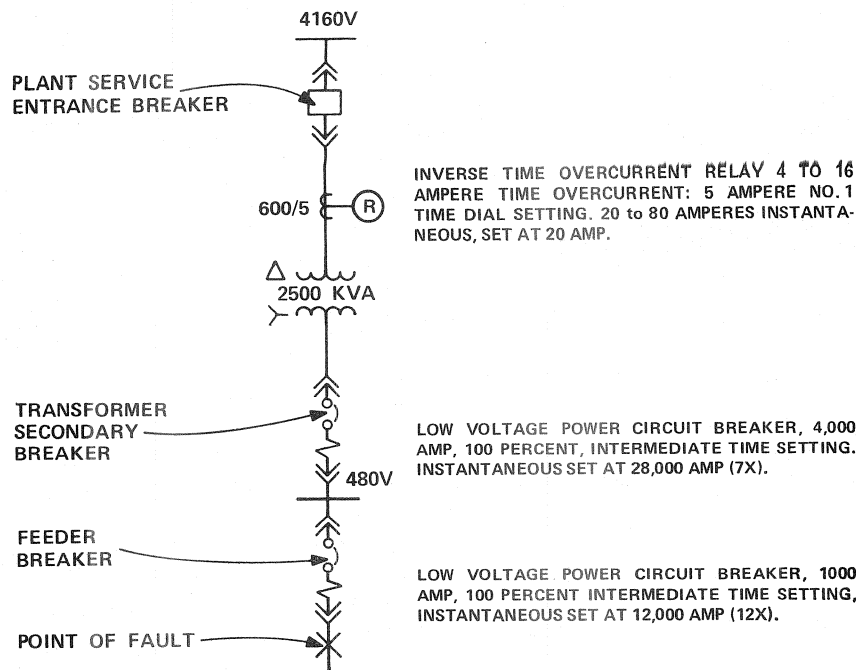 4160V
PLANT SERVICE
ENTRANCE BREAKER
INVERSE TIME OVERCURRENT RELAY 4 TO 16
AMPERE TIME OVERCURRENT: 5 AMPERE NO. 1
TIME DIAL SETTING. 20 to 80 AMPERES INSTANTA-
NEOUS, SET AT 20 AMP.
600/5
R
2500 KVA
TRANSFORMER
SECONDARY
BREAKER
LOW VOLTAGE POWER CIRCUIT BREAKER, 4,000
AMP, 100 PERCENT, INTERMEDIATE TIME SETTING.
INSTANTANEOUS SET AT 28,000 AMP (7X).
480V
FEEDER
BREAKER
LOW VOLTAGE POWER CIRCUIT BREAKER, 1000
AMP, 100 PERCENT INTERMEDIATE TIME SETTING,
INSTANTANEOUS SET AT 12,000 AMP (12X).
POINT OF FAULT